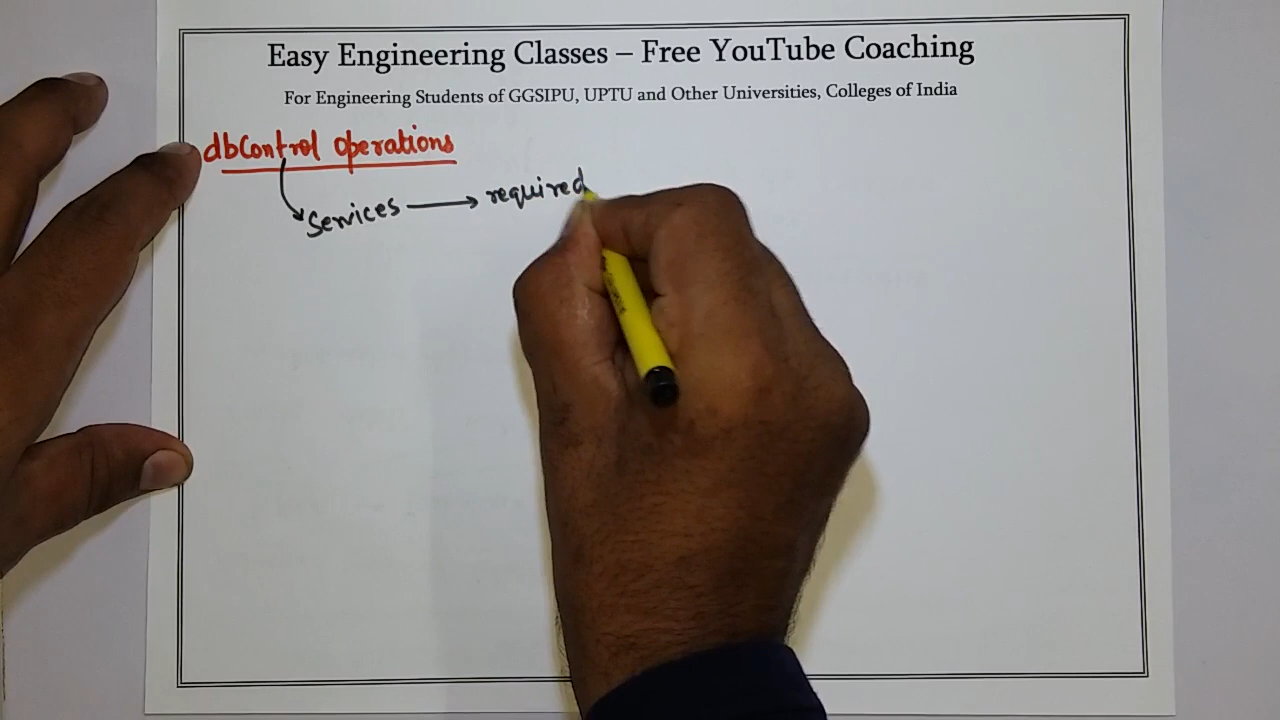 Easy Engineering Classes – Free YouTube Coaching
For Engineering Students of GGSIPU, UPTU and Other Universities, Colleges of India
dbControl operations
Services → required